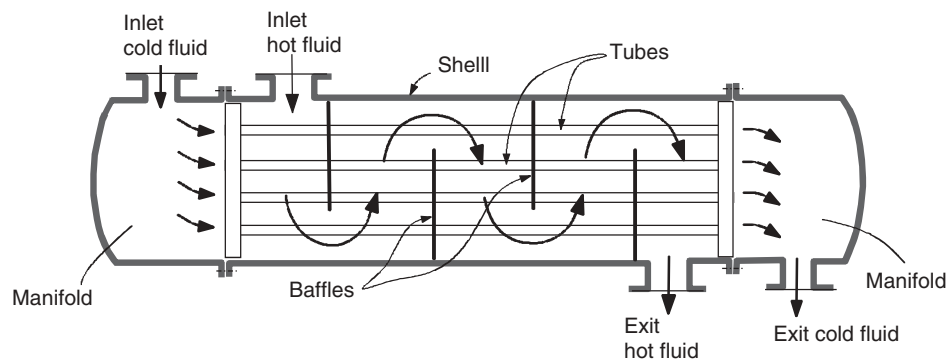 Inlet
cold fluid
Inlet
hot fluid
Shelll
Tubes
Manifold
Baffles
Exit
hot fluid
Exit cold fluid
Manifold